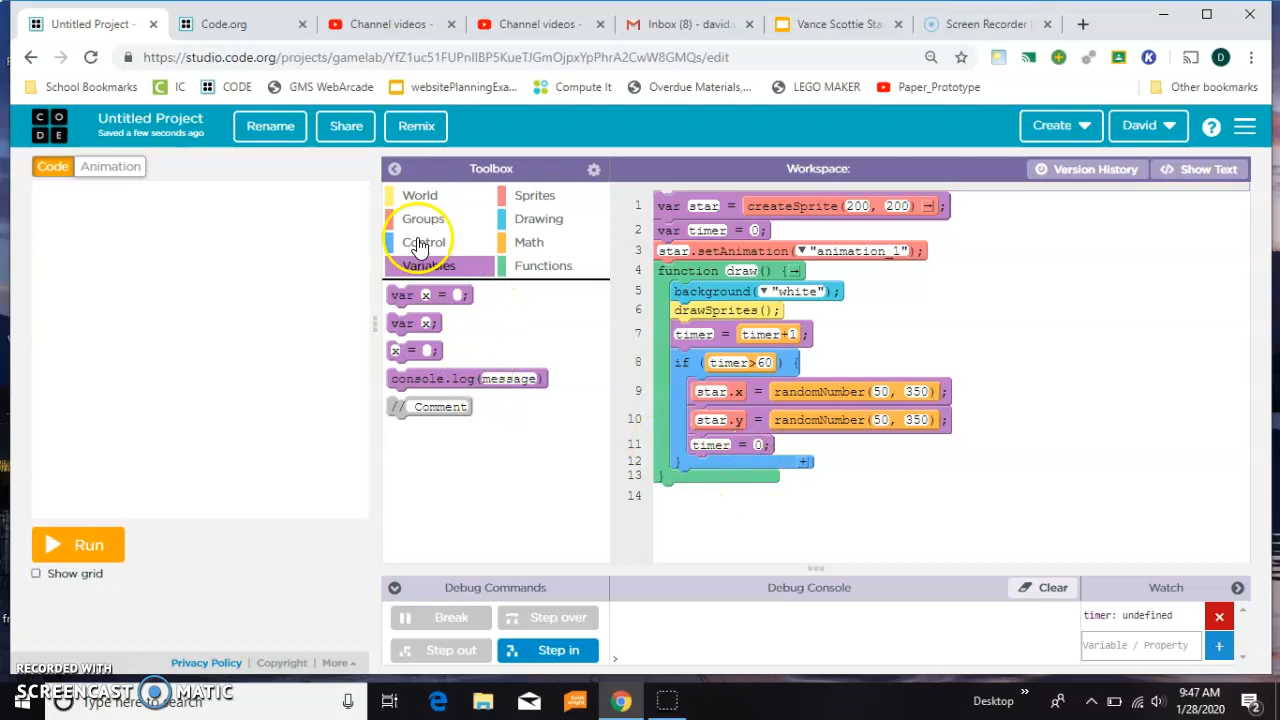 Untitled Project -
Code.org
Channel videos -
Channel videos -
Inbox (8) - david
Vance Scottie Sta
Screen Recorder
https://studio.code.org/projects/gamelab/YfZ1uc51FUPnIlBP5KueTJGmOjpxYpPhrAC6W8GMQs/edit
School Bookmarks
IC
CODE
GMS WebArcade
websitePlanningExa...
Compute It
Overdue Materials,...
LEGO MAKER
Paper_Prototype
Other bookmarks
C O
D E
Untitled Project
Saved a few seconds ago
Rename
Share
Remix
Create
David
Code
Animation
Toolbox
Workspace:
Version History
</> Show Text
World
Sprites
Groups
Drawing
Control
Math
Variables
Functions
var x = ;
var x;
x = ;
console.log(message)
// Comment
1 var star = createSprite(200, 200);
2 var timer = 0;
3 star.setAnimation("animation_1");
4 function draw() {
5 background("white");
6 drawSprites();
7 timer = timer+1;
8 if (timer>60) {
9 star.x = randomNumber(50, 350);
10 star.y = randomNumber(50, 350);
11 timer = 0;
12 }
13 }
14
Run
Show grid
Debug Commands
Debug Console
Clear
Watch
Break
Step over
Step out
Step in
>
timer: undefined
Variable / Property
Privacy Policy | Copyright | More
RECORDED WITH
SCREENCAST MATIC
Type here to search
Desktop
9:47 AM
1/28/2020
2